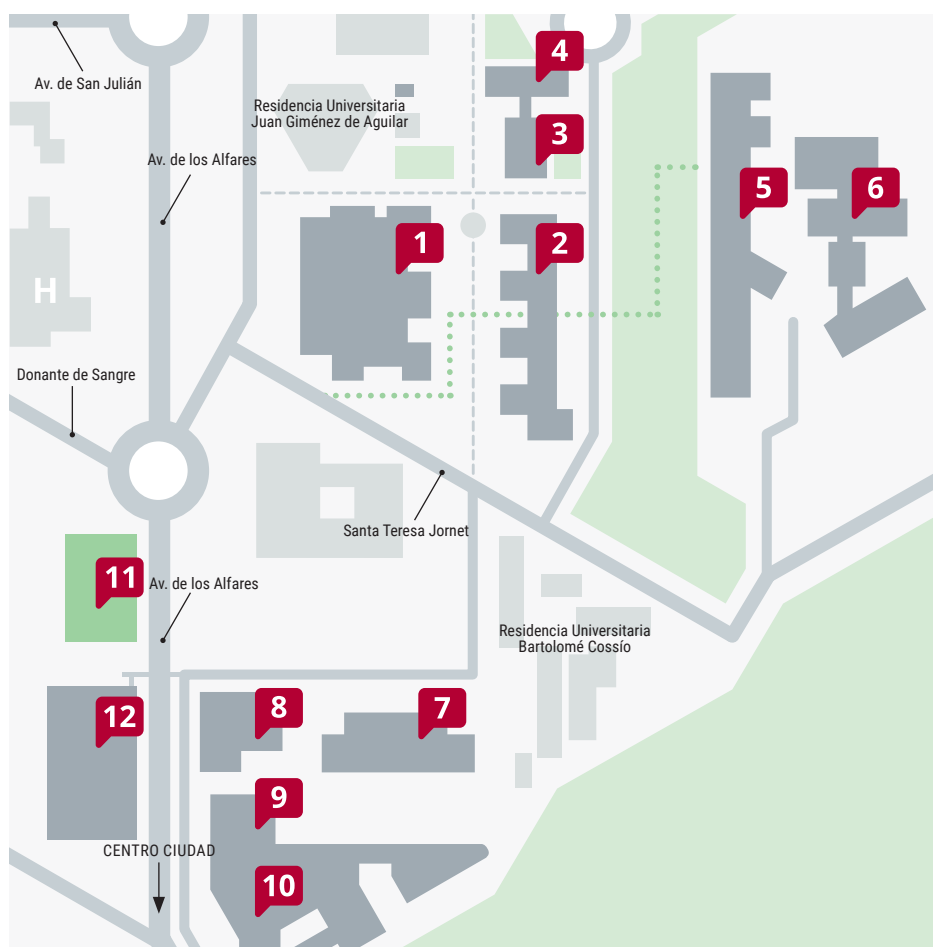 4
Av. de San Julián
Residencia Universitaria
Juan Giménez de Aguilar
3
Av. de los Alfares
5
6
1
2
H
Donante de Sangre
Santa Teresa Jornet
11
Av. de los Alfares
Residencia Universitaria
Bartolomé Cossío
12
8
7
9
CENTRO CIUDAD
10